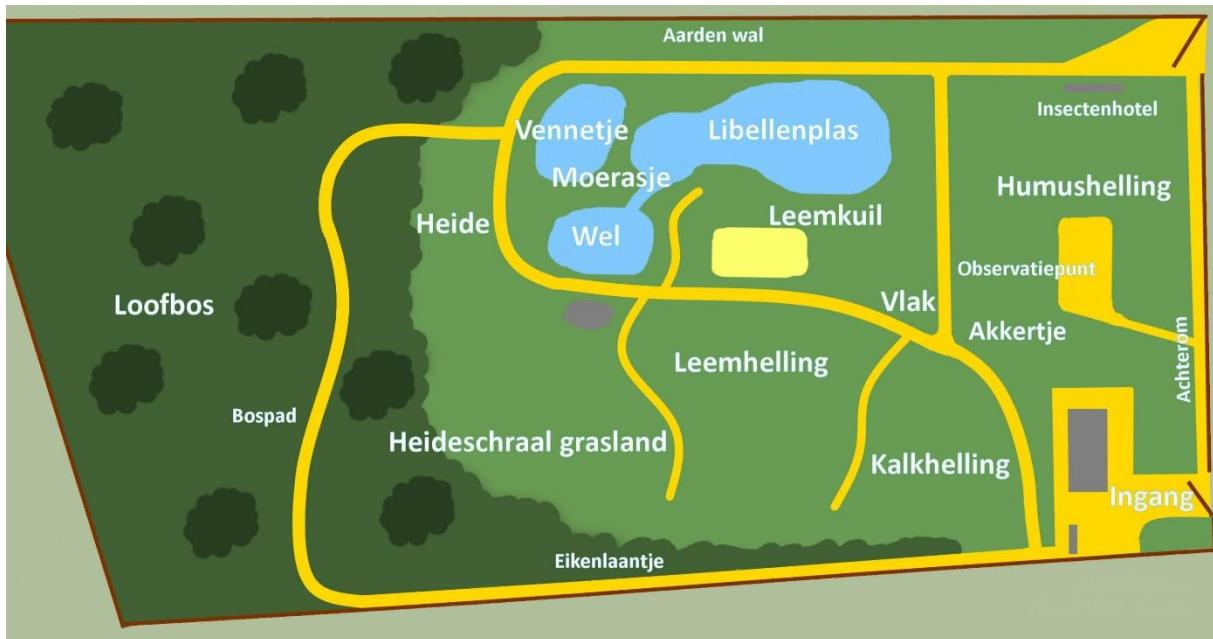 Aarden wal
Insectenhotel
Vennetje
Libellenplas
Moerasje
Humushelling
Heide
Wel
Leemkuil
Observatiepunt
Loofbos
Vlak
Akkertje
Achterom
Leemhelling
Bospad
Heideschraal grasland
Kalkhelling
Ingang
Eikenlaantje